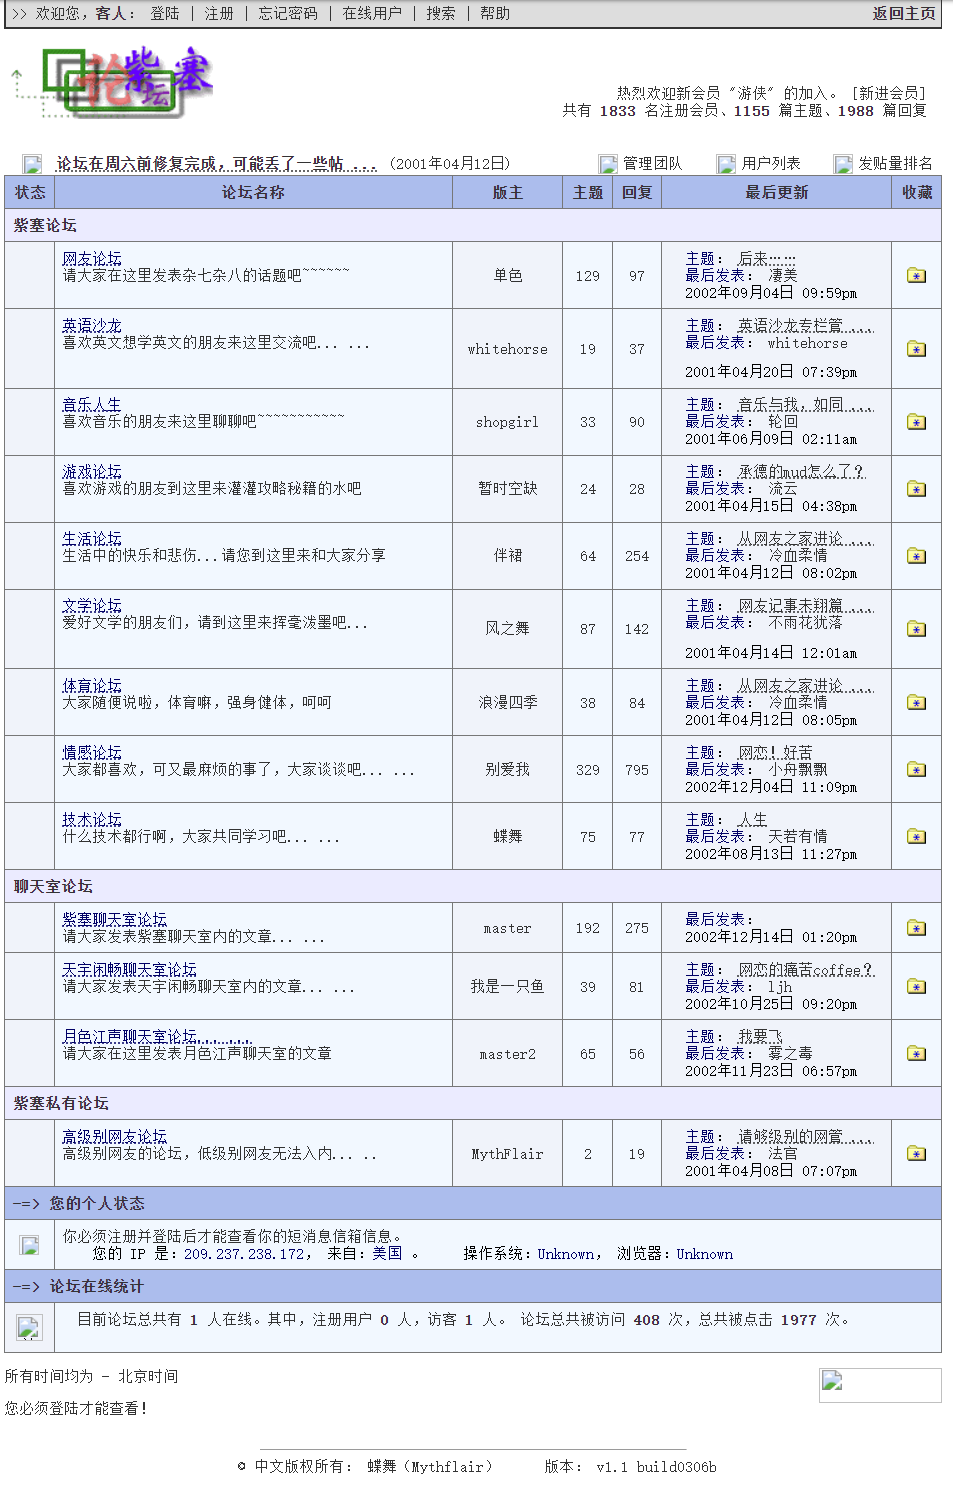 >> 欢迎您，客人： 登陆 | 注册 | 忘记密码 | 在线用户 | 搜索 | 帮助
返回主页
论坛 紫塞
热烈欢迎新会员 "游侠" 的加入。 [新进会员]
共有 1833 名注册会员、1155 篇主题、1988 篇回复
论坛在周六前修复完成，可能丢了一些帖 ... (2001年04月12日)
管理团队 用户列表 发贴量排名
状态 论坛名称 版主 主题 回复 最后更新 收藏
紫塞论坛
网友论坛
请大家在这里发表杂七杂八的话题吧~~~~~~
单色 129 97
主题： 后来……
最后发表： 凄美
2002年09月04日 09:59pm
英语沙龙
喜欢英文想学英文的朋友来这里交流吧... ...
whitehorse 19 37
主题： 英语沙龙专栏管 ...
最后发表： whitehorse
2001年04月20日 07:39pm
音乐人生
喜欢音乐的朋友来这里聊聊吧~~~~~~~~~~~
shopgirl 33 90
主题： 音乐与我，如同 ...
最后发表： 轮回
2001年06月09日 02:11am
游戏论坛
喜欢游戏的朋友到这里来灌灌攻略秘籍的水吧
暂时空缺 24 28
主题： 承德的mud怎么了?
最后发表： 流云
2001年04月15日 04:38pm
生活论坛
生活中的快乐和悲伤...请您到这里来和大家分享
伴裙 64 254
主题： 从网友之家进论 ...
最后发表： 冷血柔情
2001年04月12日 08:02pm
文学论坛
爱好文学的朋友们，请到这里来挥毫泼墨吧...
风之舞 87 142
主题： 网友记事未翔篇 ...
最后发表： 不雨花犹落
2001年04月14日 12:01am
体育论坛
大家随便说啦，体育嘛，强身健体，呵呵
浪漫四季 38 84
主题： 从网友之家进论 ...
最后发表： 冷血柔情
2001年04月12日 08:05pm
情感论坛
大家都喜欢，可又最麻烦的事了，大家谈谈吧... ...
别爱我 329 795
主题： 网恋!好苦
最后发表： 小舟飘飘
2002年12月04日 11:09pm
技术论坛
什么技术都行啊，大家共同学习吧... ...
蝶舞 75 77
主题： 人生
最后发表： 天若有情
2002年08月13日 11:27pm
聊天室论坛
紫塞聊天室论坛
请大家发表紫塞聊天室内的文章... ...
master 192 275
最后发表：
2002年12月14日 01:20pm
天宇闲畅聊天室论坛
请大家发表天宇闲畅聊天室内的文章... ...
我是一只鱼 39 81
主题： 网恋的痛苦coffee?
最后发表： ljh
2002年10月25日 09:20pm
月色江声聊天室论坛... ...
请大家在这里发表月色江声聊天室的文章
master2 65 56
主题： 我要飞
最后发表： 雾之毒
2002年11月23日 06:57pm
紫塞私有论坛
高级别网友论坛
高级别网友的论坛，低级别网友无法入内... ..
MythFlair 2 19
主题： 请够级别的网管 ...
最后发表： 法官
2001年04月08日 07:07pm
-=> 您的个人状态
你必须注册并登陆后才能查看你的短消息信箱信息。
您的 IP 是：209.237.238.172， 来自：美国 。 操作系统：Unknown， 浏览器：Unknown
-=> 论坛在线统计
目前论坛总共有 1 人在线。其中，注册用户 0 人，访客 1 人。 论坛总共被访问 408 次，总共被点击 1977 次。
所有时间均为 - 北京时间
您必须登陆才能查看!
© 中文版权所有： 蝶舞（Mythflair） 版本： v1.1 build0306b